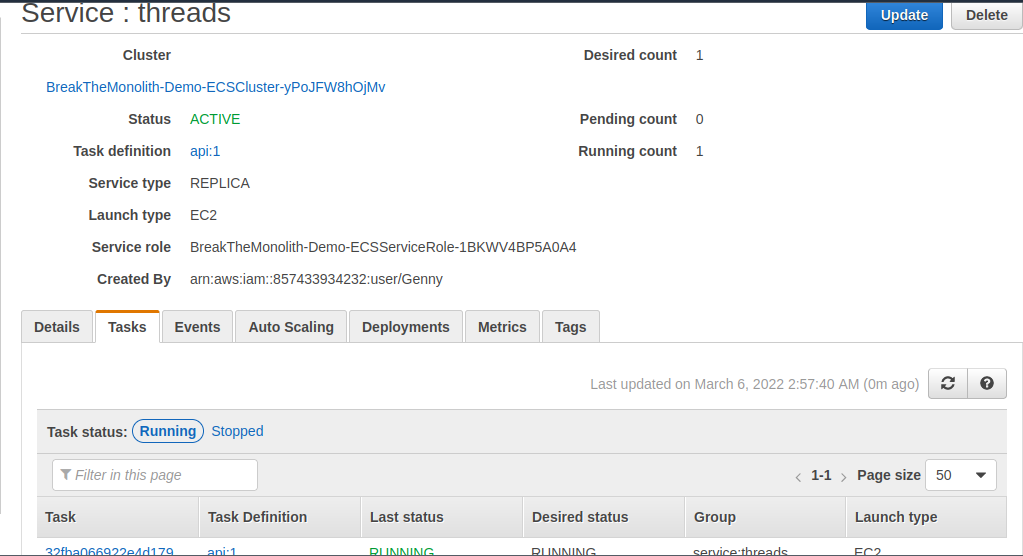 Service : threads
Update Delete
Cluster
BreakTheMonolith-Demo-ECSCluster-yPoJFW8hOjMv
Desired count 1
Status ACTIVE
Pending count 0
Task definition api:1
Running count 1
Service type REPLICA
Launch type EC2
Service role BreakTheMonolith-Demo-ECSServiceRole-1BKWV4BP5A0A4
Created By arn:aws:iam::857433934232:user/Genny
Details Tasks Events Auto Scaling Deployments Metrics Tags
Last updated on March 6, 2022 2:57:40 AM (0m ago)
Task status: Running Stopped
Filter in this page
1-1 Page size 50
Task Task Definition Last status Desired status Group Launch type
32fba066922e4d179 api:1 RUNNING RUNNING service:threads EC2